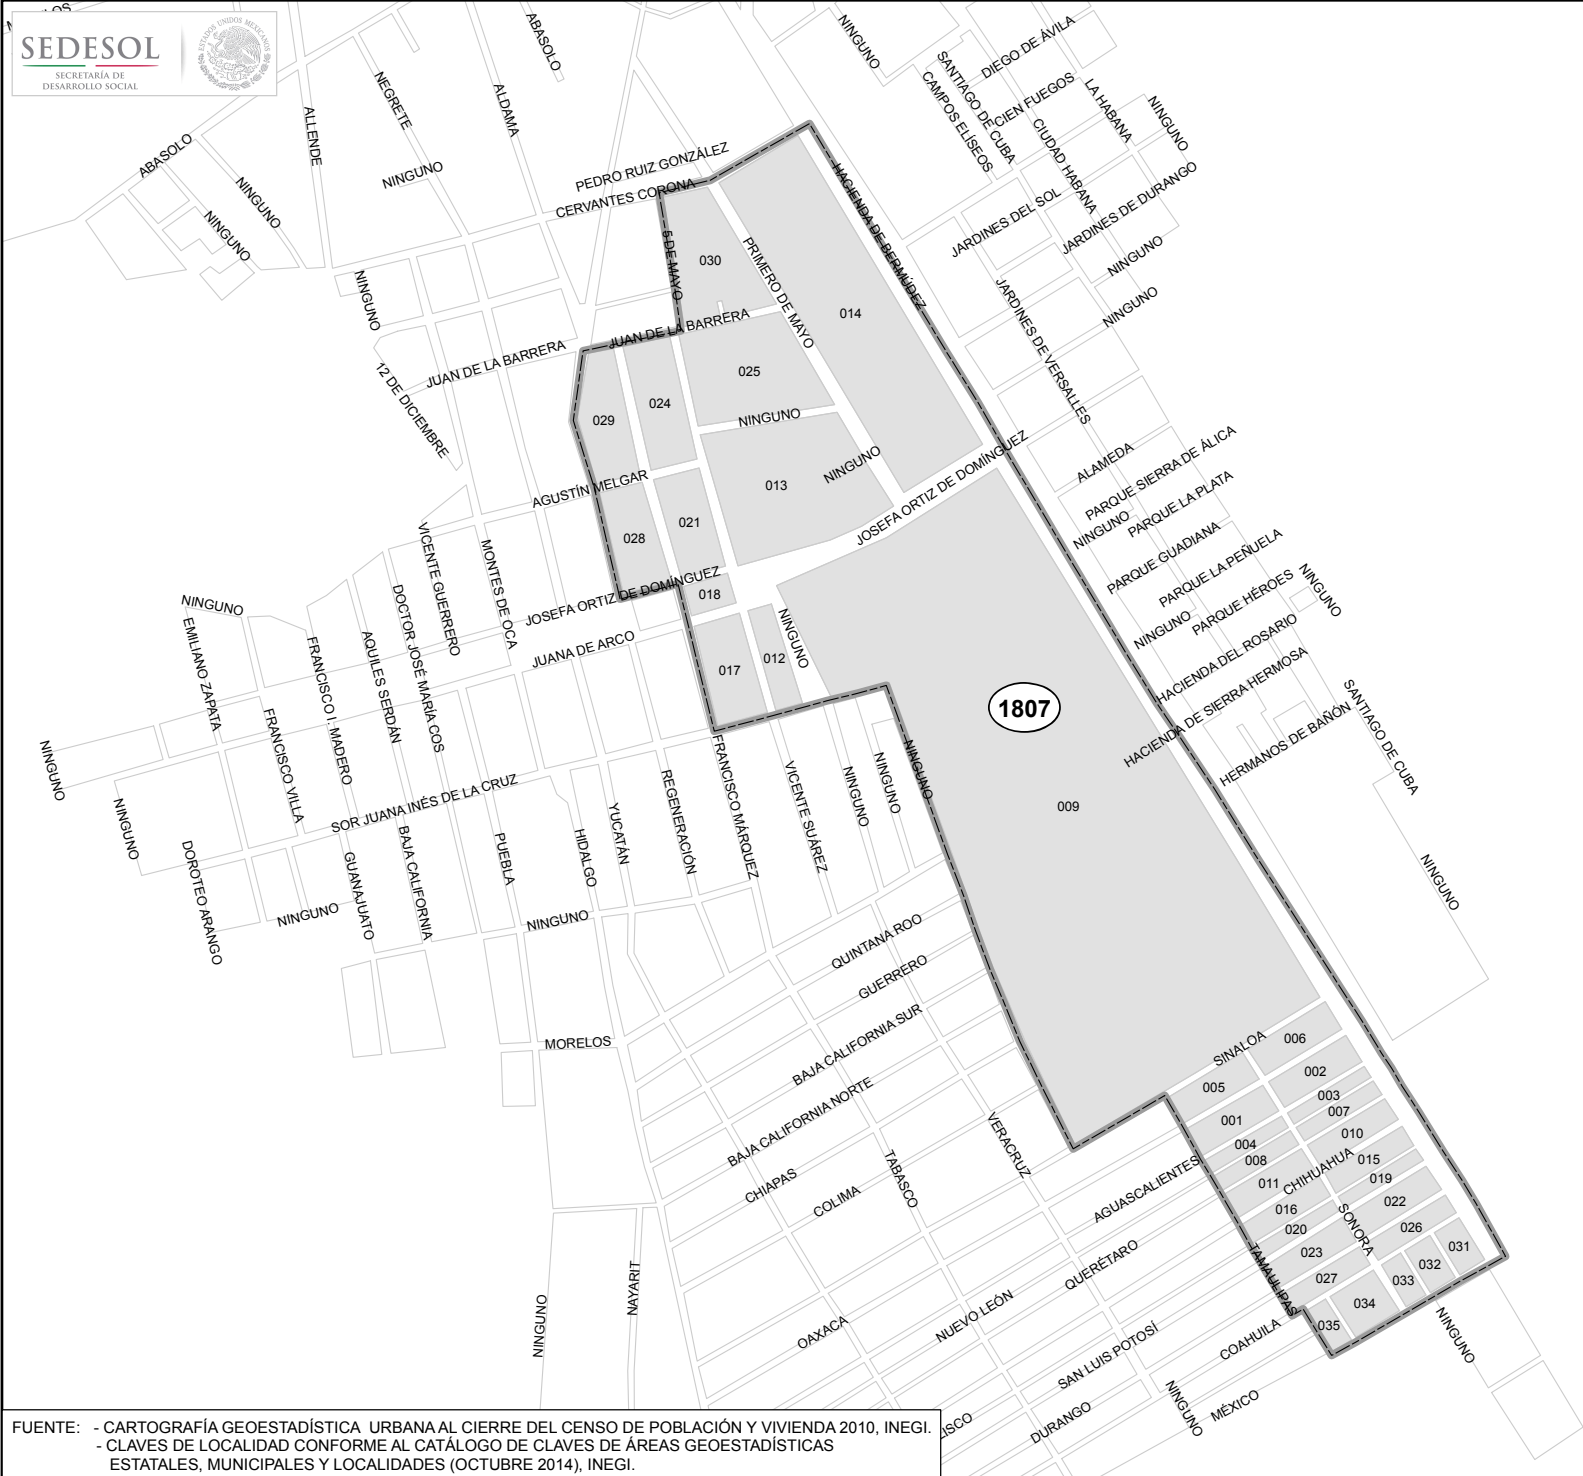 SEDESOL
SECRETARÍA DE
DESARROLLO SOCIAL
ESTADOS UNIDOS MEXICANOS
ABASOLO
NINGUNO
DIEGO DE ÁVILA
SANTIAGO DE CUBA
CAMPOS ELÍSEOS
CIEN FUEGOS
LA HABANA
NINGUNO
CIUDAD HABANA
NEGRETE
ALDAMA
ALLENDE
ABASOLO
NINGUNO
NINGUNO
NINGUNO
PEDRO RUIZ GONZÁLEZ
CERVANTES CORONA
HACIENDA DE BERMÚDEZ
JARDINES DEL SOL
JARDINES DE DURANGO
NINGUNO
NINGUNO
5 DE MAYO
030
PRIMERO DE MAYO
014
NINGUNO
JARDINES DE VERSALLES
JUAN DE LA BARRERA
JUAN DE LA BARRERA
12 DE DICIEMBRE
025
024
029
NINGUNO
NINGUNO
013
AGUSTÍN MELGAR
JOSEFA ORTIZ DE DOMÍNGUEZ
ALAMEDA
PARQUE SIERRA DE ÁLICA
PARQUE LA PLATA
NINGUNO
PARQUE GUADIANA
PARQUE LA PEÑUELA
PARQUE HÉROES
NINGUNO
NINGUNO
HACIENDA DEL ROSARIO
HACIENDA DE SIERRA HERMOSA
HERMANOS DE BAÑÓN
SANTIAGO DE CUBA
NINGUNO
021
028
018
VICENTE GUERRERO
MONTES DE OCA
DOCTOR JOSÉ MARÍA COS
AQUILES SERDÁN
FRANCISCO I. MADERO
NINGUNO
EMILIANO ZAPATA
FRANCISCO VILLA
JOSEFA ORTIZ DE DOMÍNGUEZ
JUANA DE ARCO
017
012
NINGUNO
1807
009
NINGUNO
NINGUNO
DOROTEO ARANGO
SOR JUANA INÉS DE LA CRUZ
NINGUNO
GUANAJUATO
BAJA CALIFORNIA
PUEBLA
HIDALGO
YUCATÁN
REGENERACIÓN
FRANCISCO MÁRQUEZ
VICENTE SUÁREZ
NINGUNO
NINGUNO
NINGUNO
NINGUNO
QUINTANA ROO
GUERRERO
BAJA CALIFORNIA SUR
BAJA CALIFORNIA NORTE
MORELOS
CHIAPAS
COLIMA
TABASCO
VERACRUZ
SINALOA
006
005
002
003
007
001
004
008
010
CHIHUAHUA
015
011
019
016
022
020
SONORA
026
023
031
032
027
033
034
035
TAMAULIPAS
AGUASCALIENTES
QUERÉTARO
NUEVO LEÓN
OAXACA
SAN LUIS POTOSÍ
COAHUILA
DURANGO
MÉXICO
NINGUNO
NINGUNO
NAYARIT
NINGUNO
FUENTE: - CARTOGRAFÍA GEOESTADÍSTICA URBANA AL CIERRE DEL CENSO DE POBLACIÓN Y VIVIENDA 2010, INEGI.
- CLAVES DE LOCALIDAD CONFORME AL CATÁLOGO DE CLAVES DE ÁREAS GEOESTADÍSTICAS
ESTATALES, MUNICIPALES Y LOCALIDADES (OCTUBRE 2014), INEGI.